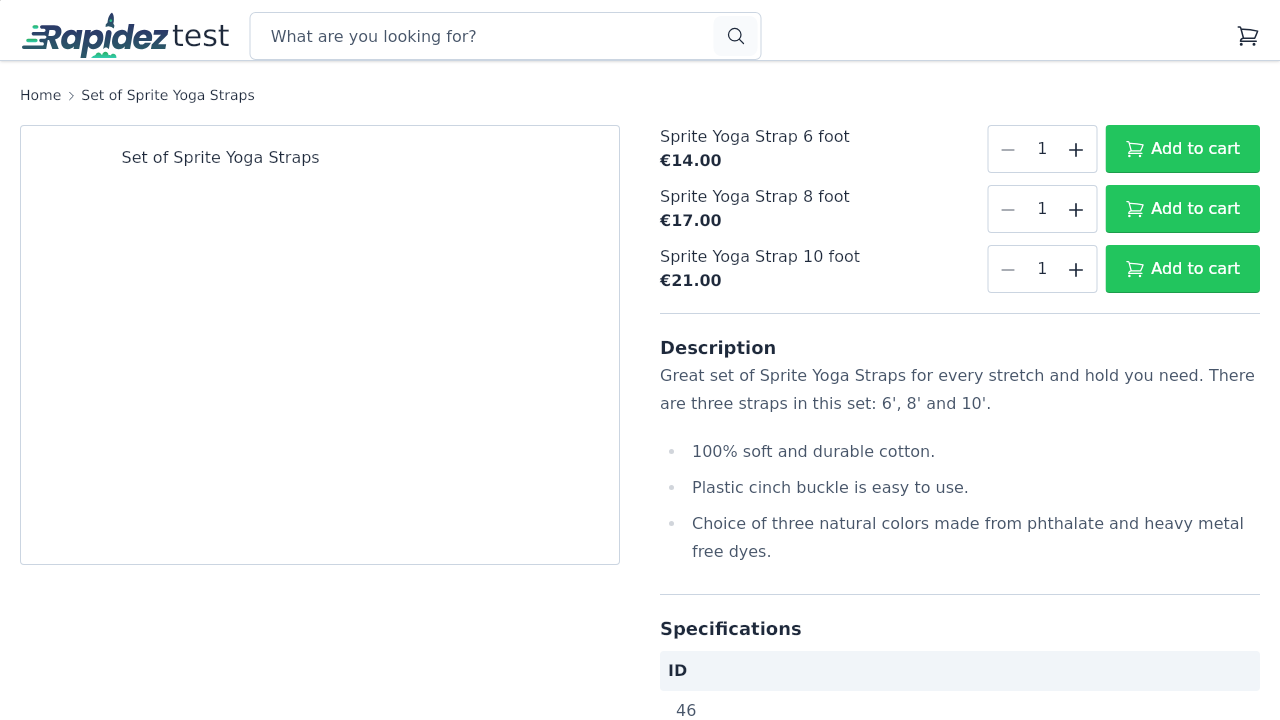 Rapidez test
What are you looking for?
Home
Set of Sprite Yoga Straps
Set of Sprite Yoga Straps
Sprite Yoga Strap 6 foot
€14.00
1
Add to cart
Sprite Yoga Strap 8 foot
€17.00
1
Add to cart
Sprite Yoga Strap 10 foot
€21.00
1
Add to cart
Description
Great set of Sprite Yoga Straps for every stretch and hold you need. There
are three straps in this set: 6', 8' and 10'.
100% soft and durable cotton.
Plastic cinch buckle is easy to use.
Choice of three natural colors made from phthalate and heavy metal
free dyes.
Specifications
ID
46